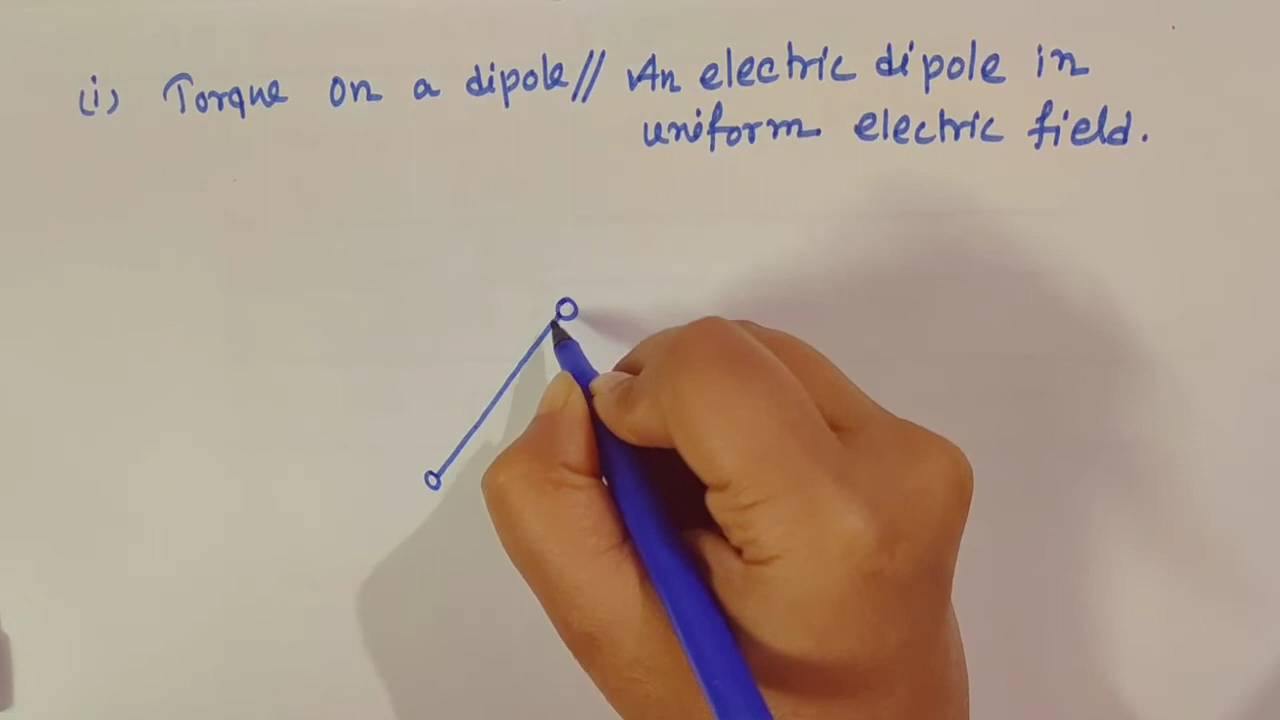 (i) Torque on a dipole// An electric dipole in
uniform electric field.